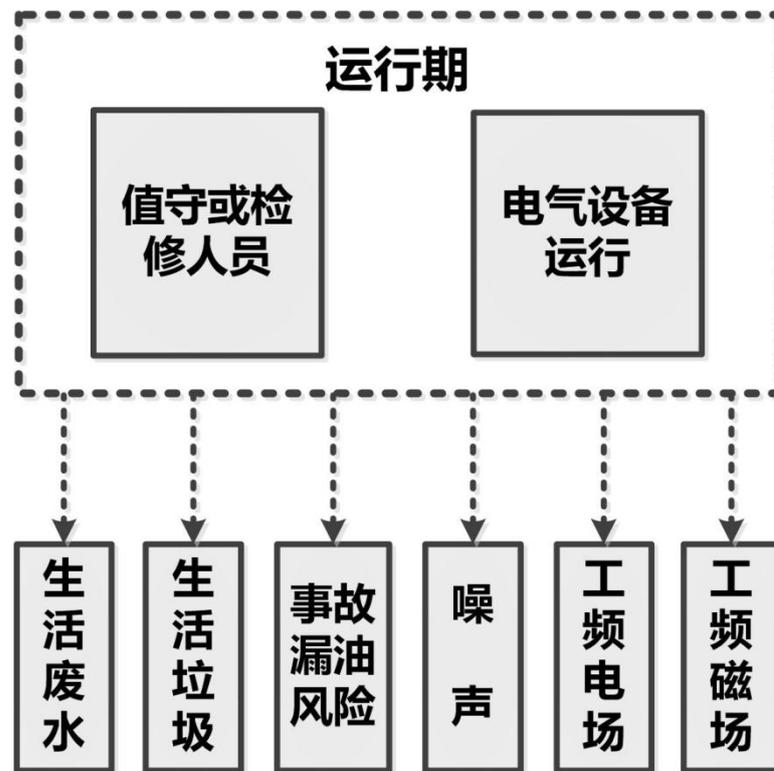 运行期
值守或检
修人员
电气设备
运行
生活废水
生活垃圾
事故
漏油
风险
噪声
工频电场
工频磁场